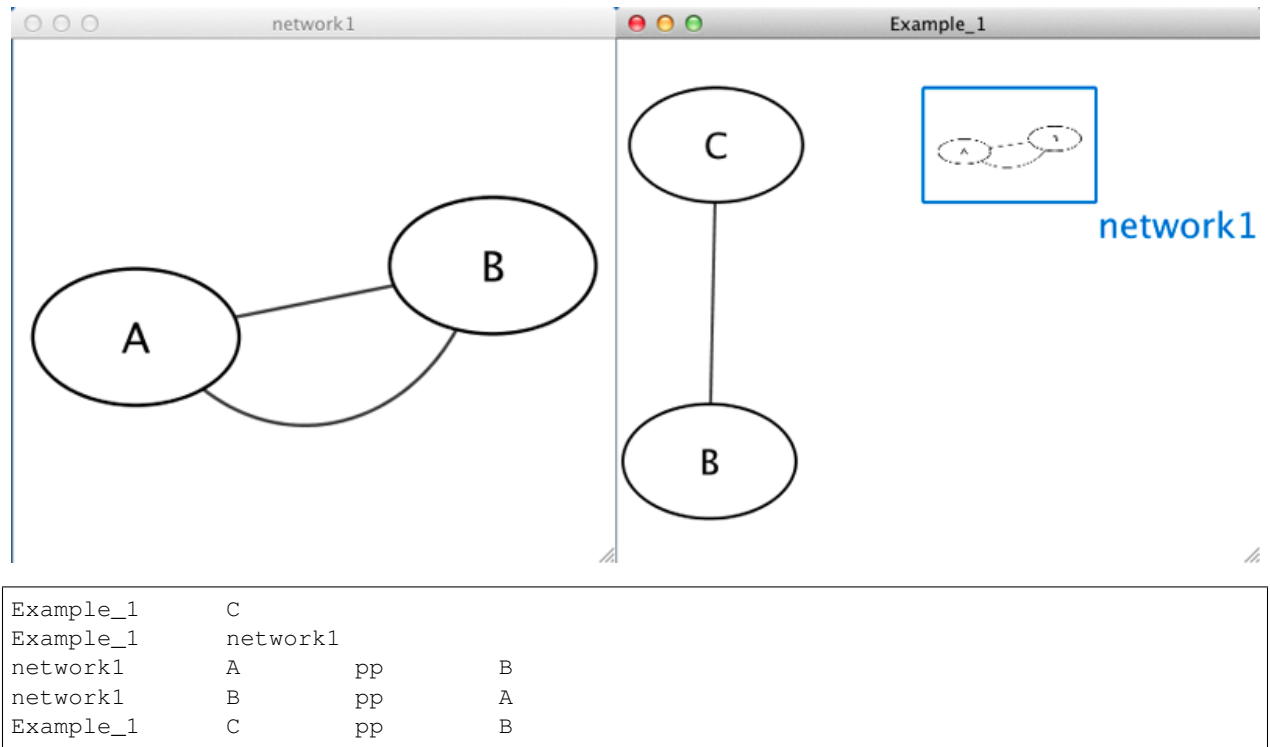 network1
Example_1
C
A
network1
B
A
B
Example_1 C
Example_1 network1
network1 A pp B
network1 B pp A
Example_1 C pp B